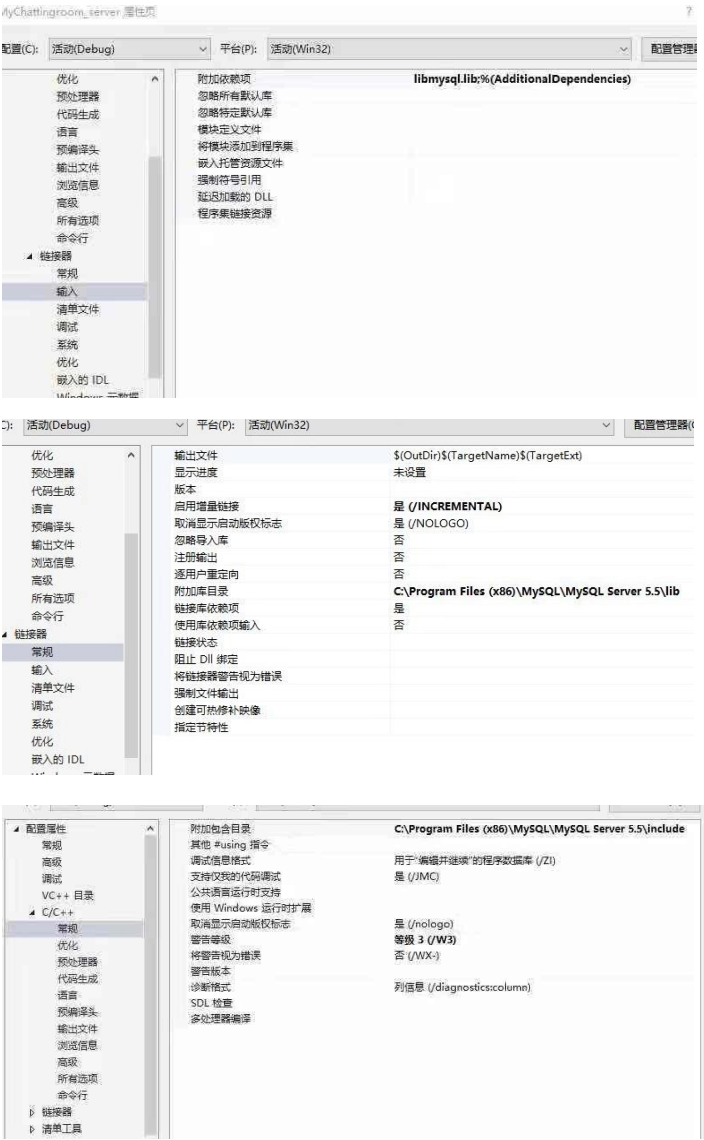 MyChattingroom_server 属性页 ?
配置(C): 活动(Debug) 平台(P): 活动(Win32) 配置管理
优化
预处理器
代码生成
语言
预编译头
输出文件
浏览信息
高级
所有选项
命令行
链接器
常规
输入
清单文件
调试
系统
优化
嵌入的 IDL
Windows 元数据
附加依赖项 libmysql.lib;%(AdditionalDependencies)
忽略所有默认库
忽略特定默认库
模块定义文件
将模块添加到程序集
嵌入托管资源文件
强制符号引用
延迟加载的 DLL
程序集链接资源
C): 活动(Debug) 平台(P): 活动(Win32) 配置管理器(
优化
预处理器
代码生成
语言
预编译头
输出文件
浏览信息
高级
所有选项
命令行
链接器
常规
输入
清单文件
调试
系统
优化
嵌入的 IDL
输出文件 $(OutDir)$(TargetName)$(TargetExt)
显示进度 未设置
版本
启用增量链接 是 (/INCREMENTAL)
取消显示启动版权标志 是 (/NOLOGO)
忽略导入库 否
注册输出 否
逐用户重定向 否
附加库目录 C:\Program Files (x86)\MySQL\MySQL Server 5.5\lib
链接库依赖项 是
使用库依赖项输入 否
链接状态
阻止 Dll 绑定
将链接器警告视为错误
强制文件输出
创建可热修补映像
指定节特性
配置属性
常规
高级
调试
VC++ 目录
C/C++
常规
优化
预处理器
代码生成
语言
预编译头
输出文件
浏览信息
高级
所有选项
命令行
链接器
清单工具
附加包含目录 C:\Program Files (x86)\MySQL\MySQL Server 5.5\include
其他 #using 指令
调试信息格式 用于“编辑并继续”的程序数据库 (/ZI)
支持仅我的代码调试 是 (/JMC)
公共语言运行时支持
使用 Windows 运行时扩展
取消显示启动版权标志 是 (/nologo)
警告等级 等级 3 (/W3)
将警告视为错误 否 (/WX-)
警告版本
诊断格式 列信息 (/diagnostics:column)
SDL 检查
多处理器编译